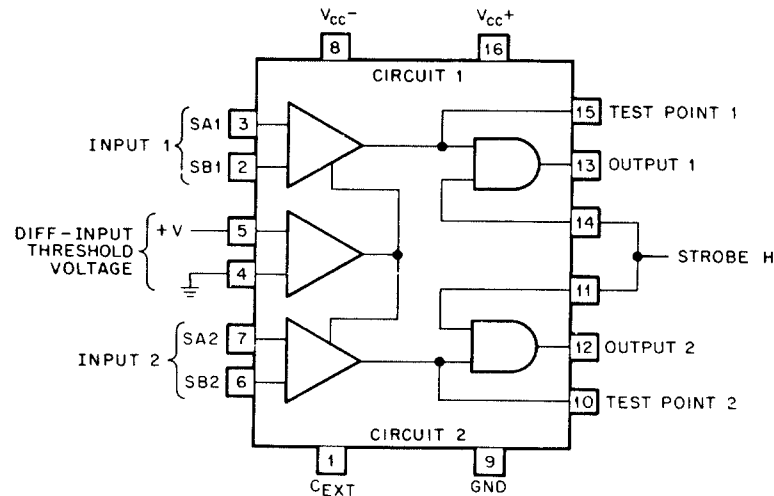 VCC-
VCC+
8
16
CIRCUIT 1
INPUT 1
SA1 3
SB1 2
15 TEST POINT 1
13 OUTPUT 1
14
DIFF-INPUT
THRESHOLD
VOLTAGE
+V 5
4
STROBE H
11
INPUT 2
SA2 7
SB2 6
12 OUTPUT 2
10 TEST POINT 2
CIRCUIT 2
1
9
CEXT
GND